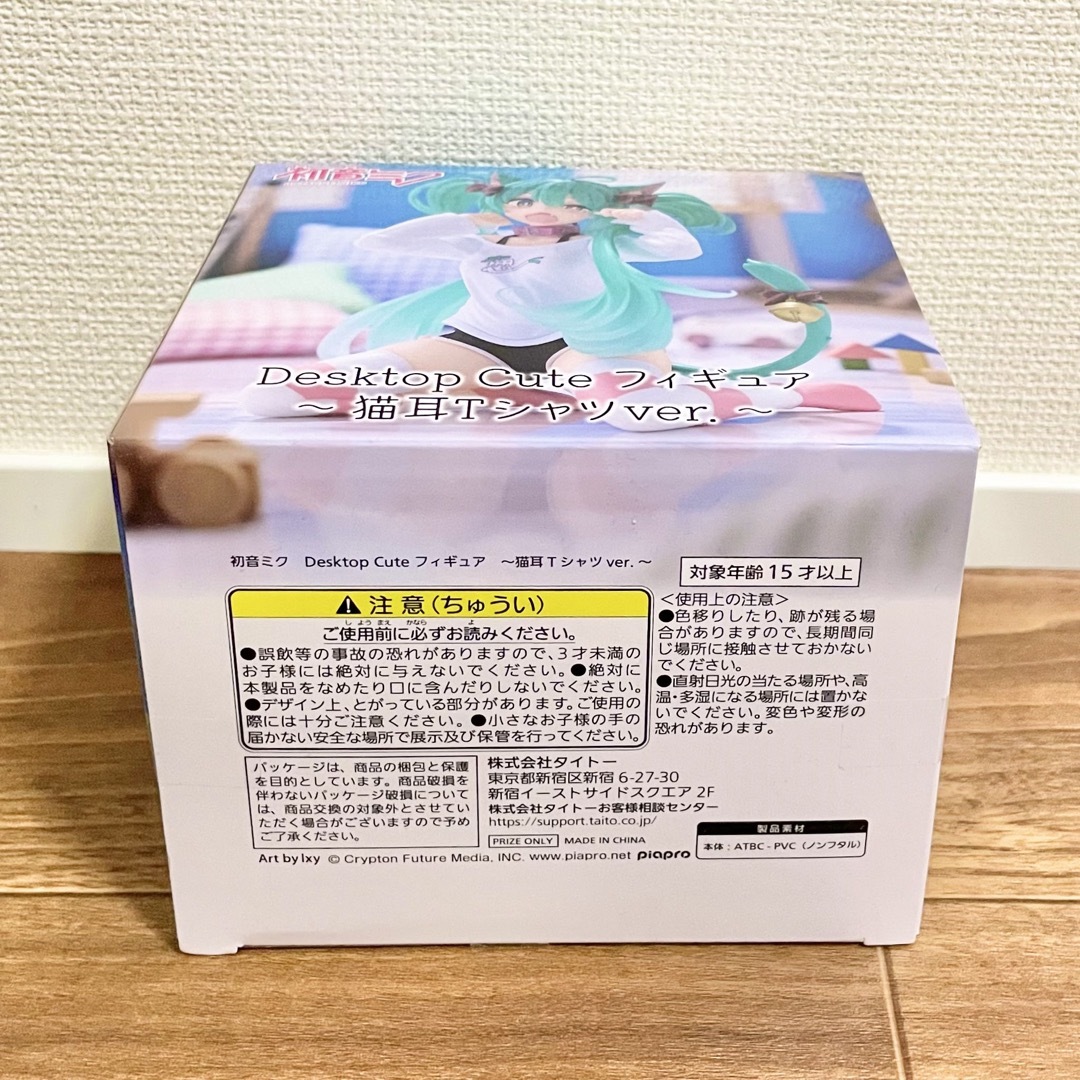 初音ミク
Desktop Cute フィギュア
～ 猫耳Tシャツver. ～
初音ミク Desktop Cute フィギュア ～猫耳Tシャツ ver. ～
対象年齢 15 才以上
⚠ 注意(ちゅうい)
ご使用前に必ずお読みください。
●誤飲等の事故の恐れがありますので、3才未満の
お子様には絶対に与えないでください。●絶対に
本製品をなめたり口に含んだりしないでください。
●デザイン上、とがっている部分があります。ご使用の
際には十分ご注意ください。●小さなお子様の手の
届かない安全な場所で展示及び保管を行ってください。
＜使用上の注意＞
●色移りしたり、跡が残る場
合がありますので、長期間同
じ場所に接触させておかない
でください。
●直射日光の当たる場所や、高
温・多湿になる場所には置かな
いでください。変色や変形の
恐れがあります。
パッケージは、商品の梱包と保護
を目的としています。商品破損を
伴わないパッケージ破損について
は、商品交換の対象外とさせてい
ただく場合がございますので予め
ご了承ください。
株式会社タイトー
東京都新宿区新宿 6-27-30
新宿イーストサイドスクエア 2F
株式会社タイトーお客様相談センター
https://support.taito.co.jp/
PRIZE ONLY MADE IN CHINA
製品素材
本体：ATBC - PVC（ノンフタル）
Art by lxy © Crypton Future Media, INC. www.piapro.net piapro